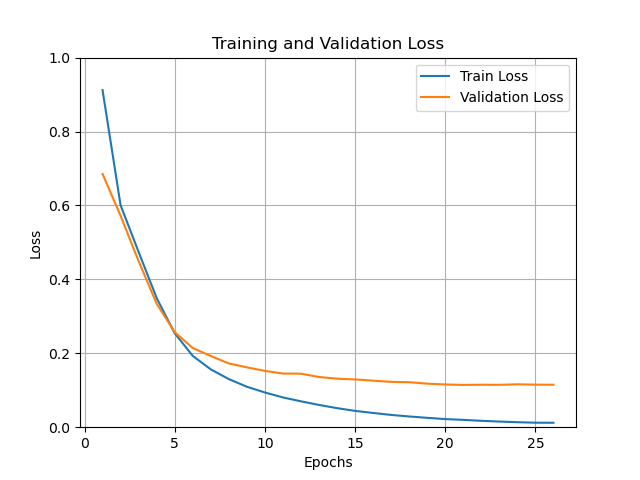 Training and Validation Loss
Train Loss
Validation Loss
Loss
1.0
0.8
0.6
0.4
0.2
0.0
0 5 10 15 20 25
Epochs